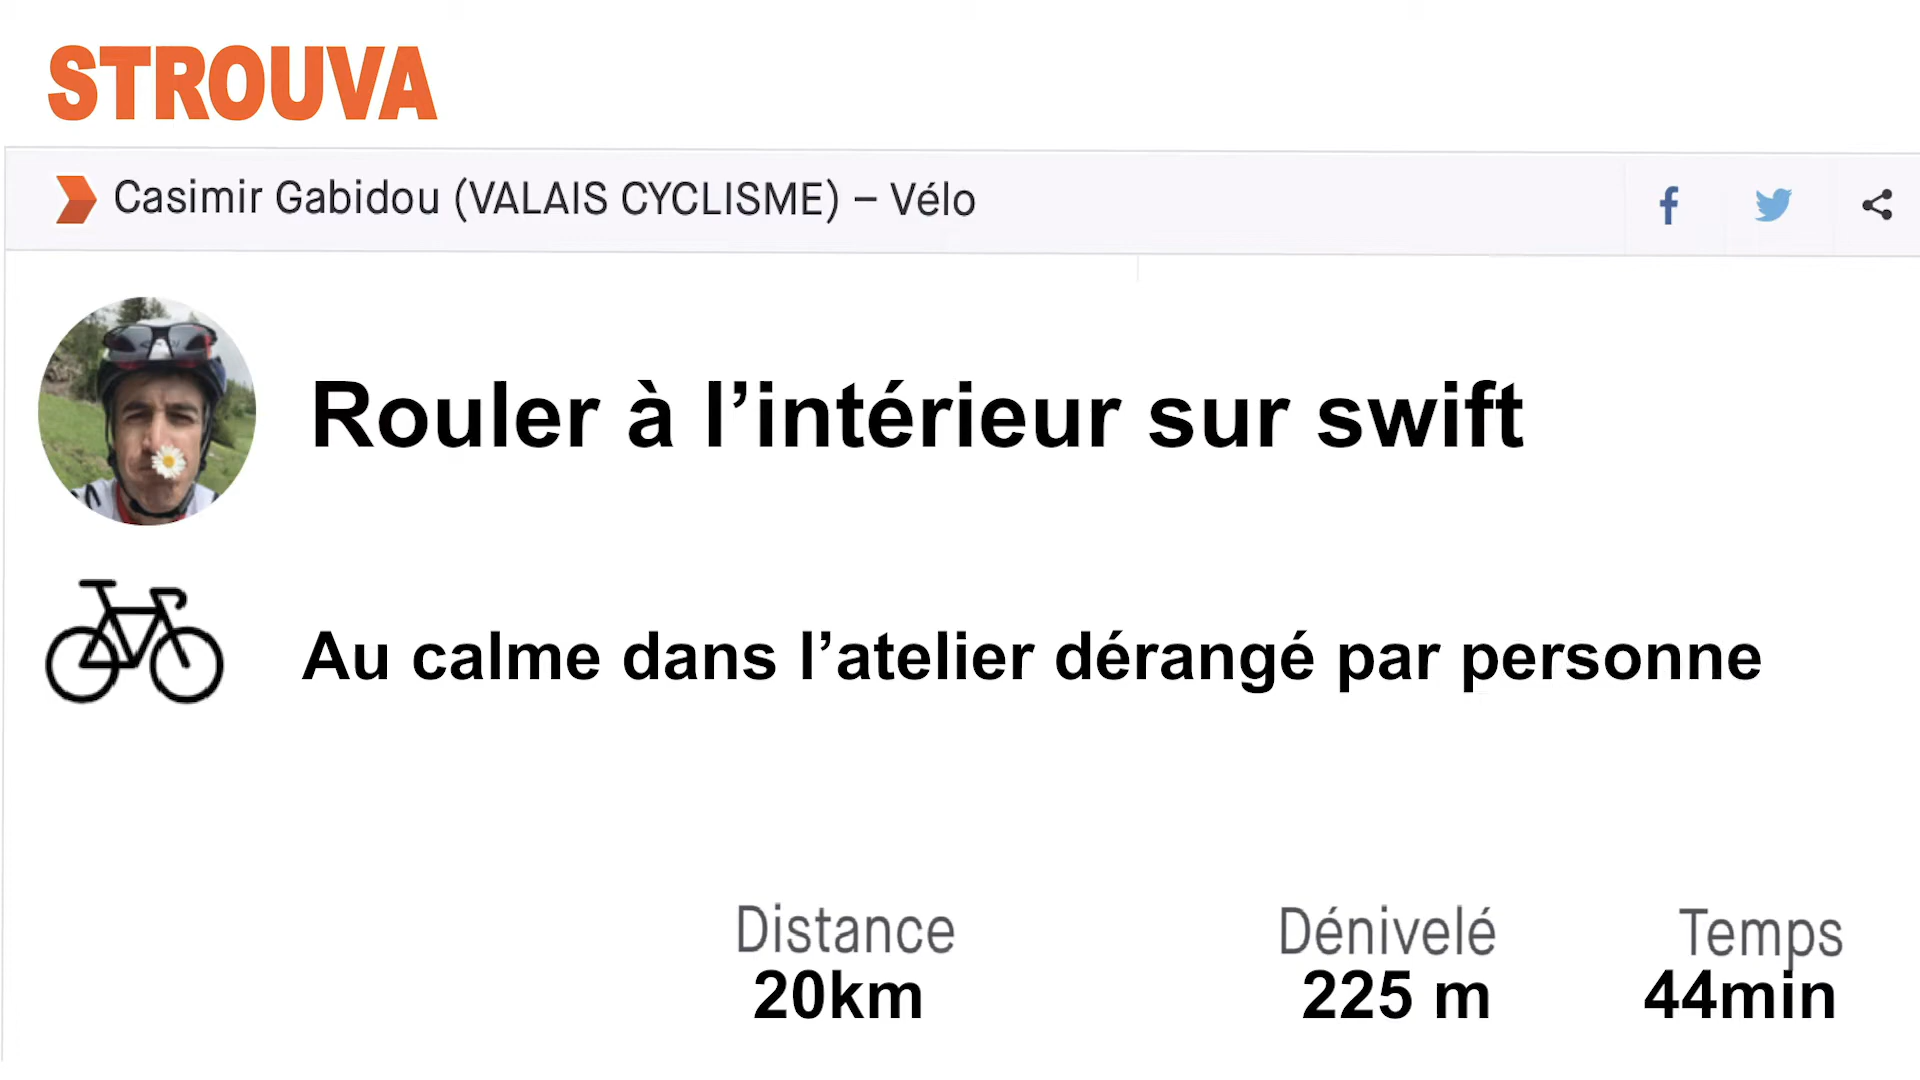 STROUVA
Casimir Gabidou (VALAIS CYCLISME) – Vélo
Rouler à l’intérieur sur swift
Au calme dans l’atelier dérangé par personne
Distance Dénivelé Temps
20km 225 m 44min